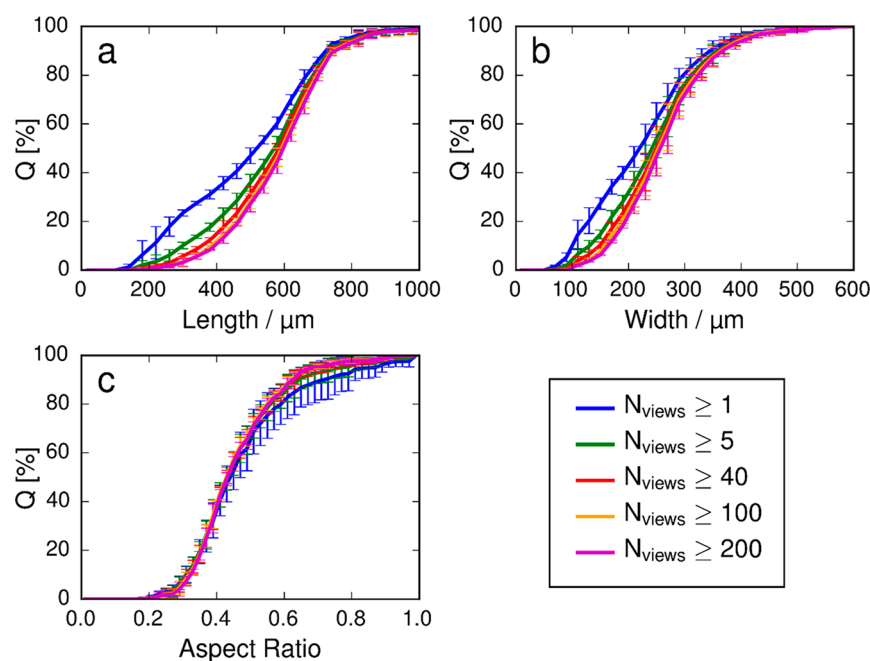 a
Q [%]
100
80
60
40
20
0
0 200 400 600 800 1000
Length / µm
b
Q [%]
100
80
60
40
20
0
0 100 200 300 400 500 600
Width / µm
c
Q [%]
100
80
60
40
20
0
0.0 0.2 0.4 0.6 0.8 1.0
Aspect Ratio
Nviews ≥ 1
Nviews ≥ 5
Nviews ≥ 40
Nviews ≥ 100
Nviews ≥ 200